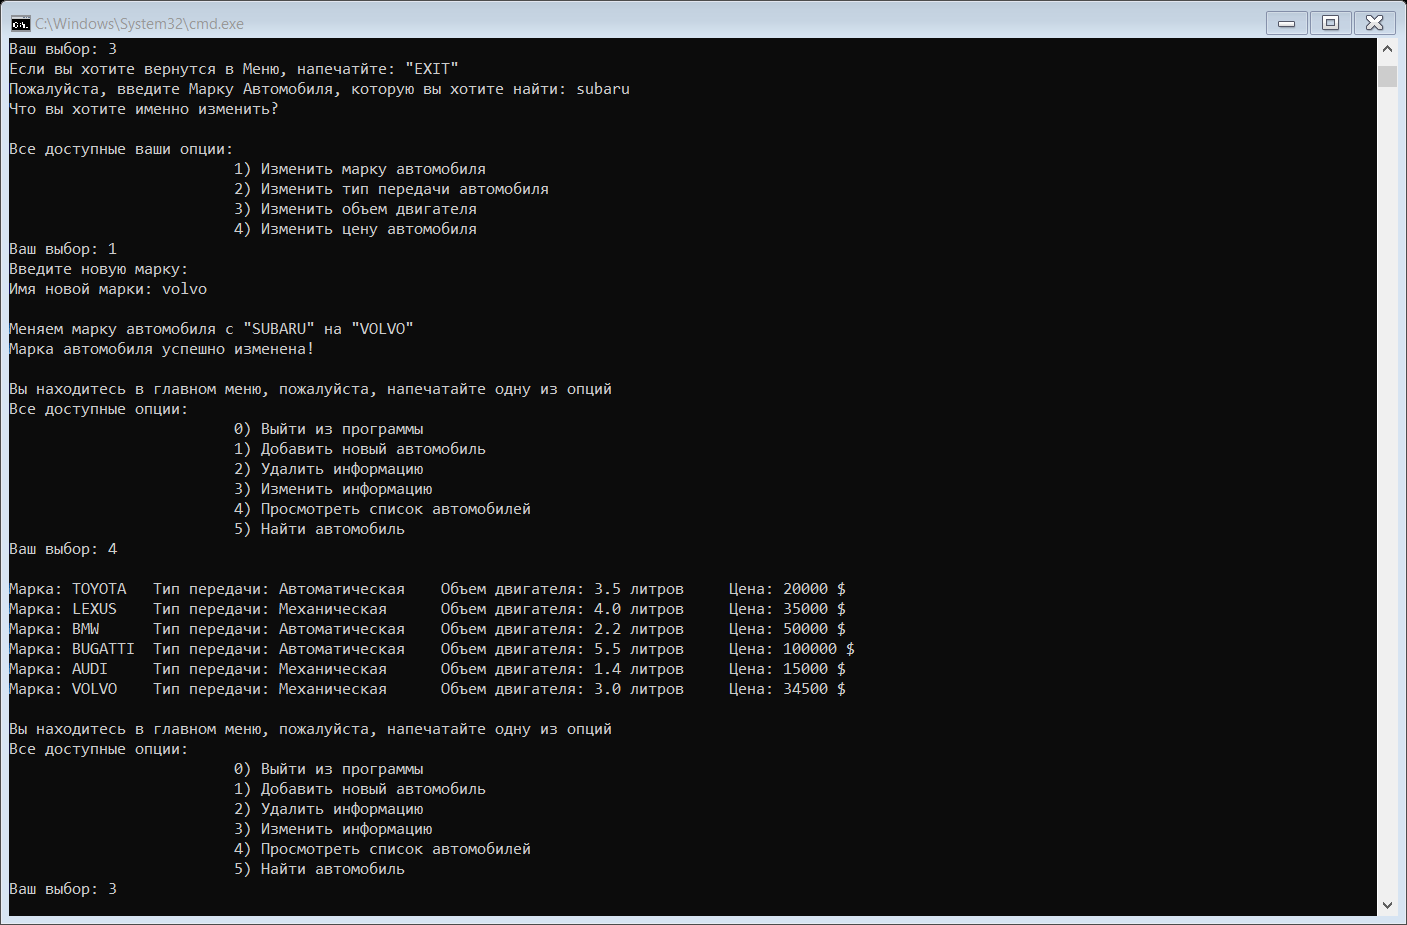 C:\Windows\System32\cmd.exe
Ваш выбор: 3
Если вы хотите вернутся в Меню, напечатйте: "EXIT"
Пожалуйста, введите Марку Автомобиля, которую вы хотите найти: subaru
Что вы хотите именно изменить?
Все доступные ваши опции:
1) Изменить марку автомобиля
2) Изменить тип передачи автомобиля
3) Изменить объем двигателя
4) Изменить цену автомобиля
Ваш выбор: 1
Введите новую марку:
Имя новой марки: volvo
Меняем марку автомобиля с "SUBARU" на "VOLVO"
Марка автомобиля успешно изменена!
Вы находитесь в главном меню, пожалуйста, напечатайте одну из опций
Все доступные опции:
0) Выйти из программы
1) Добавить новый автомобиль
2) Удалить информацию
3) Изменить информацию
4) Просмотреть список автомобилей
5) Найти автомобиль
Ваш выбор: 4
Марка: TOYOTA Тип передачи: Автоматическая Объем двигателя: 3.5 литров Цена: 20000 $
Марка: LEXUS Тип передачи: Механическая Объем двигателя: 4.0 литров Цена: 35000 $
Марка: BMW Тип передачи: Автоматическая Объем двигателя: 2.2 литров Цена: 50000 $
Марка: BUGATTI Тип передачи: Автоматическая Объем двигателя: 5.5 литров Цена: 100000 $
Марка: AUDI Тип передачи: Механическая Объем двигателя: 1.4 литров Цена: 15000 $
Марка: VOLVO Тип передачи: Механическая Объем двигателя: 3.0 литров Цена: 34500 $
Вы находитесь в главном меню, пожалуйста, напечатайте одну из опций
Все доступные опции:
0) Выйти из программы
1) Добавить новый автомобиль
2) Удалить информацию
3) Изменить информацию
4) Просмотреть список автомобилей
5) Найти автомобиль
Ваш выбор: 3